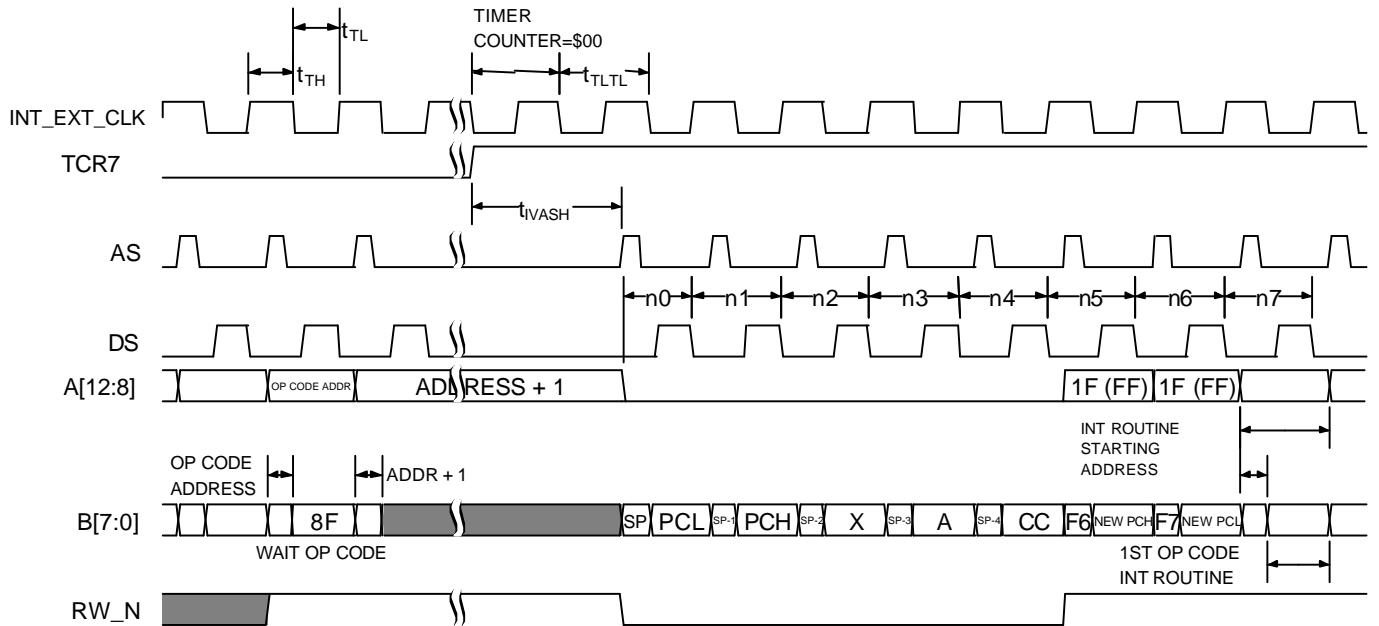 TIMER
COUNTER=$00
tTL
tTH
tTLTL
INT_EXT_CLK
TCR7
tIVASH
AS
n0 n1 n2 n3 n4 n5 n6 n7
DS
A[12:8]
OP CODE ADDR
ADDRESS + 1
1F (FF) 1F (FF)
INT ROUTINE
STARTING
ADDRESS
OP CODE
ADDRESS
ADDR + 1
B[7:0]
8F
SP PCL SP-1 PCH SP-2 X SP-3 A SP-4 CC F6 NEW PCH F7 NEW PCL
WAIT OP CODE
1ST OP CODE
INT ROUTINE
RW_N